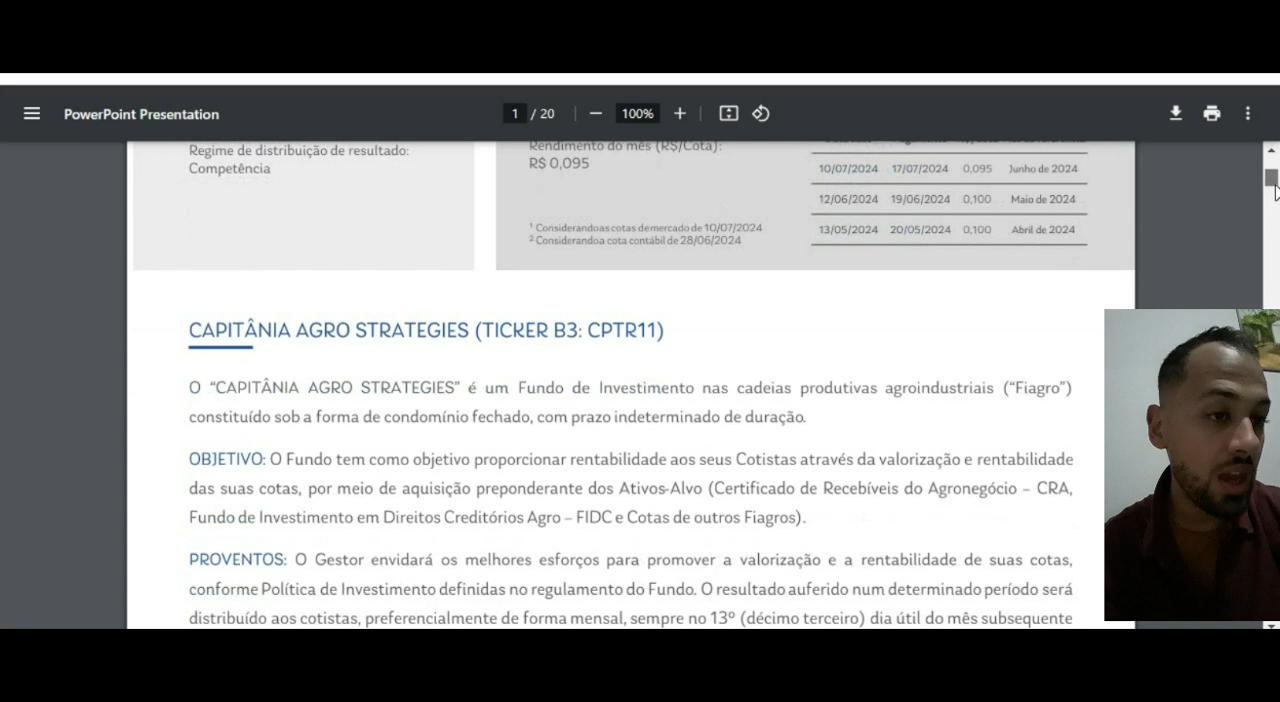 PowerPoint Presentation
1 / 20
100%
Regime de distribuição de resultado:
Competência
Rendimento do mês (R$/Cota):
R$ 0,095
¹ Considerandoas cotas demercado de 10/07/2024
² Considerandoa cota contábil de 28/06/2024
10/07/2024 17/07/2024 0,095 Junho de 2024
12/06/2024 19/06/2024 0,100 Maio de 2024
13/05/2024 20/05/2024 0,100 Abril de 2024
CAPITÂNIA AGRO STRATEGIES (TICKER B3: CPTR11)
O “CAPITÂNIA AGRO STRATEGIES” é um Fundo de Investimento nas cadeias produtivas agroindustriais (“Fiagro”)
constituído sob a forma de condomínio fechado, com prazo indeterminado de duração.
OBJETIVO: O Fundo tem como objetivo proporcionar rentabilidade aos seus Cotistas através da valorização e rentabilidade
das suas cotas, por meio de aquisição preponderante dos Ativos-Alvo (Certificado de Recebíveis do Agronegócio – CRA,
Fundo de Investimento em Direitos Creditórios Agro – FIDC e Cotas de outros Fiagros).
PROVENTOS: O Gestor envidará os melhores esforços para promover a valorização e a rentabilidade de suas cotas,
conforme Política de Investimento definidas no regulamento do Fundo. O resultado auferido num determinado período será
distribuído aos cotistas, preferencialmente de forma mensal, sempre no 13º (décimo terceiro) dia útil do mês subsequente